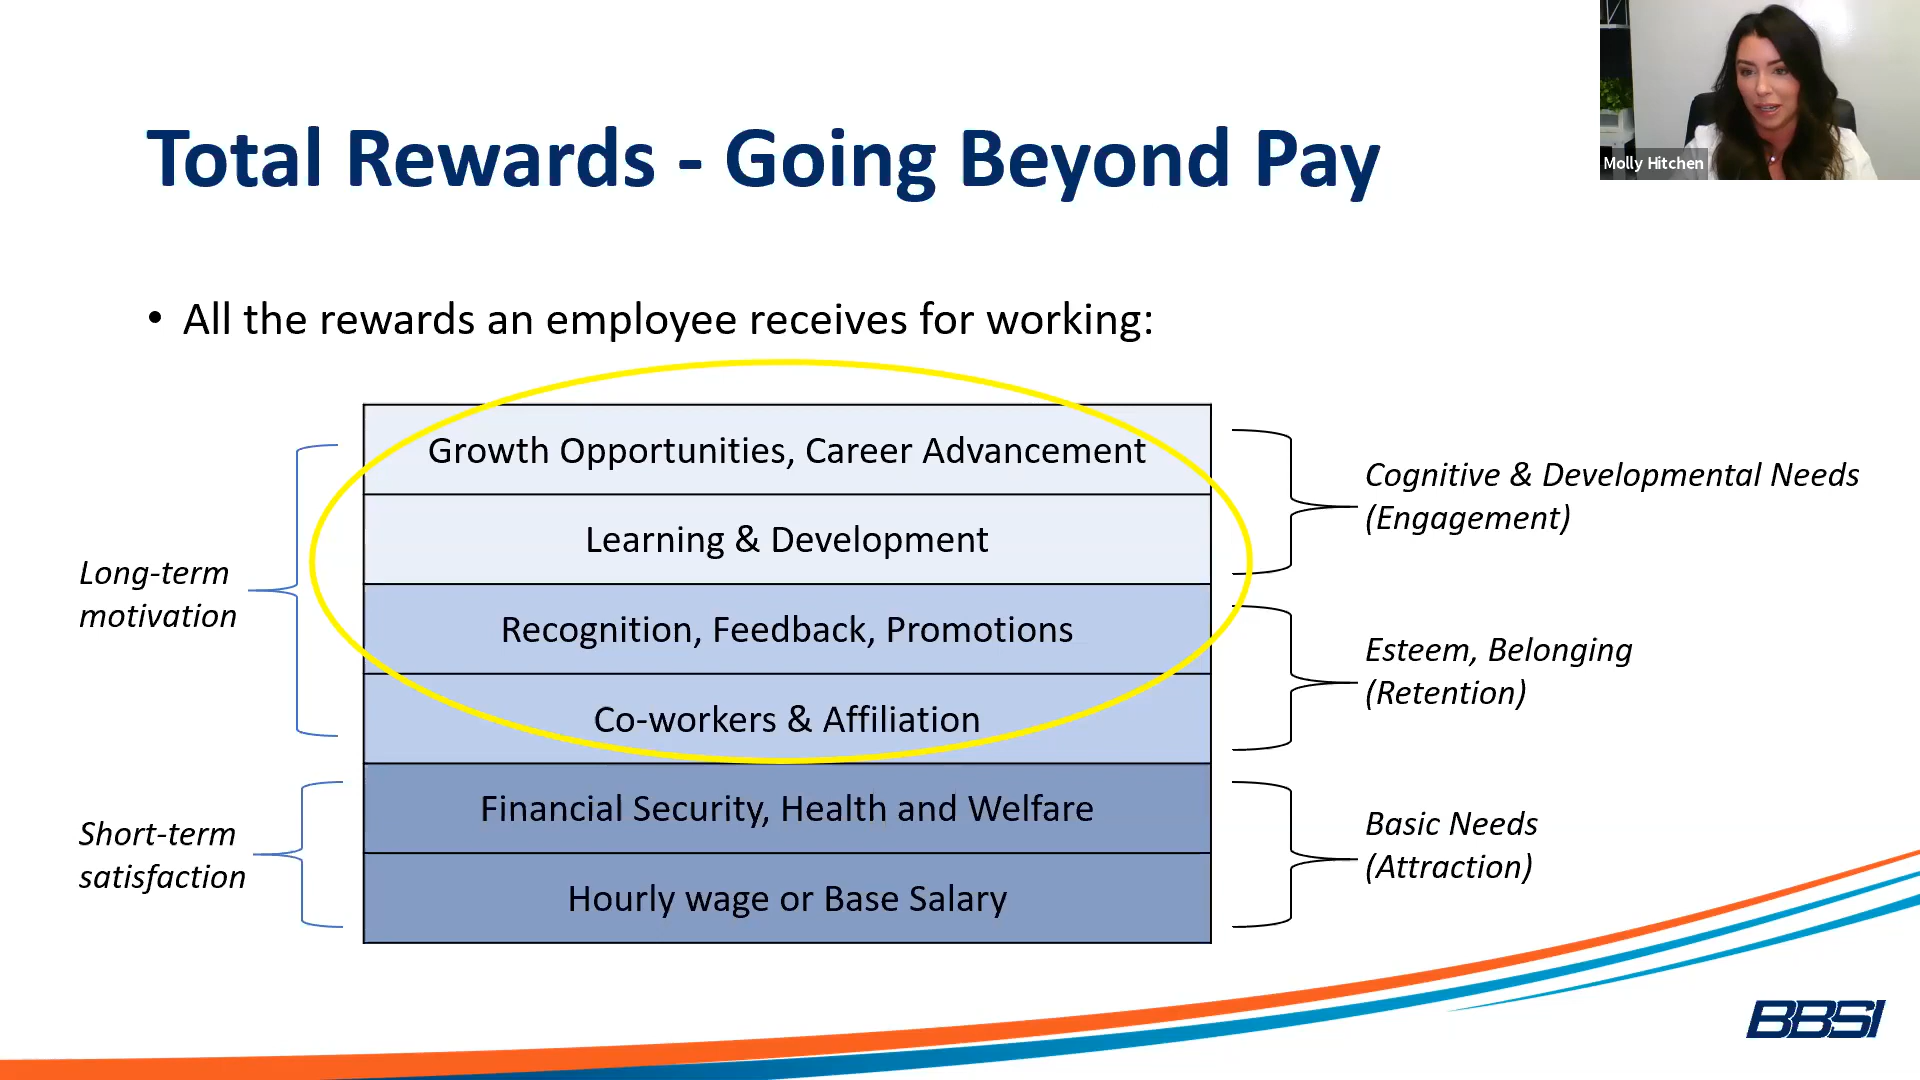 Molly Hitchen
Total Rewards - Going Beyond Pay
• All the rewards an employee receives for working:
Growth Opportunities, Career Advancement
Learning & Development
Recognition, Feedback, Promotions
Co-workers & Affiliation
Financial Security, Health and Welfare
Hourly wage or Base Salary
Long-term
motivation
Short-term
satisfaction
Cognitive & Developmental Needs
(Engagement)
Esteem, Belonging
(Retention)
Basic Needs
(Attraction)
BBSI